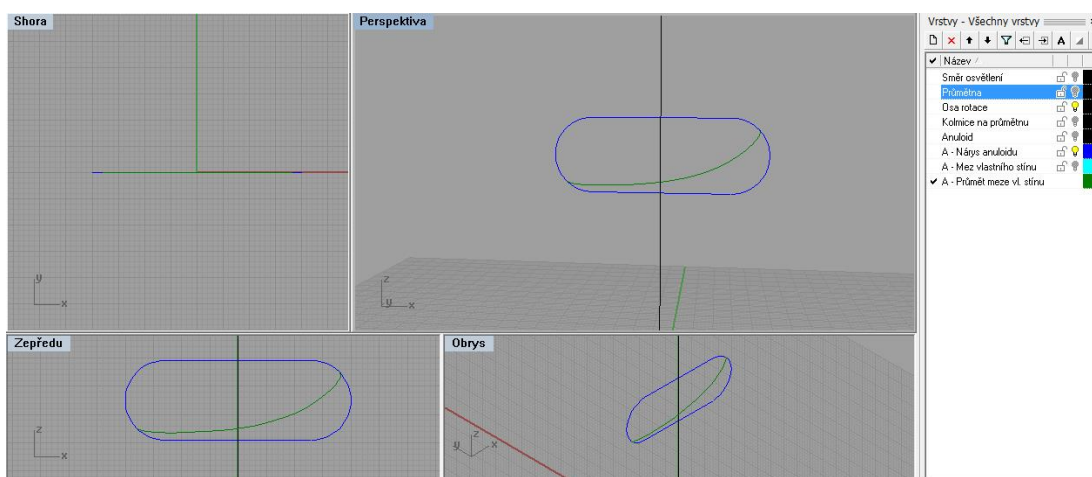 Shora
y
x
Perspektiva
z
y
x
Zepředu
z
x
Obrys
z
y
x
Vrstvy - Všechny vrstvy
A
Název
Směr osvětlení
Průmětna
Osa rotace
Kolmice na průmětnu
Anuloid
A - Nárys anuloidu
A - Mez vlastního stínu
A - Průmět meze vl. stínu